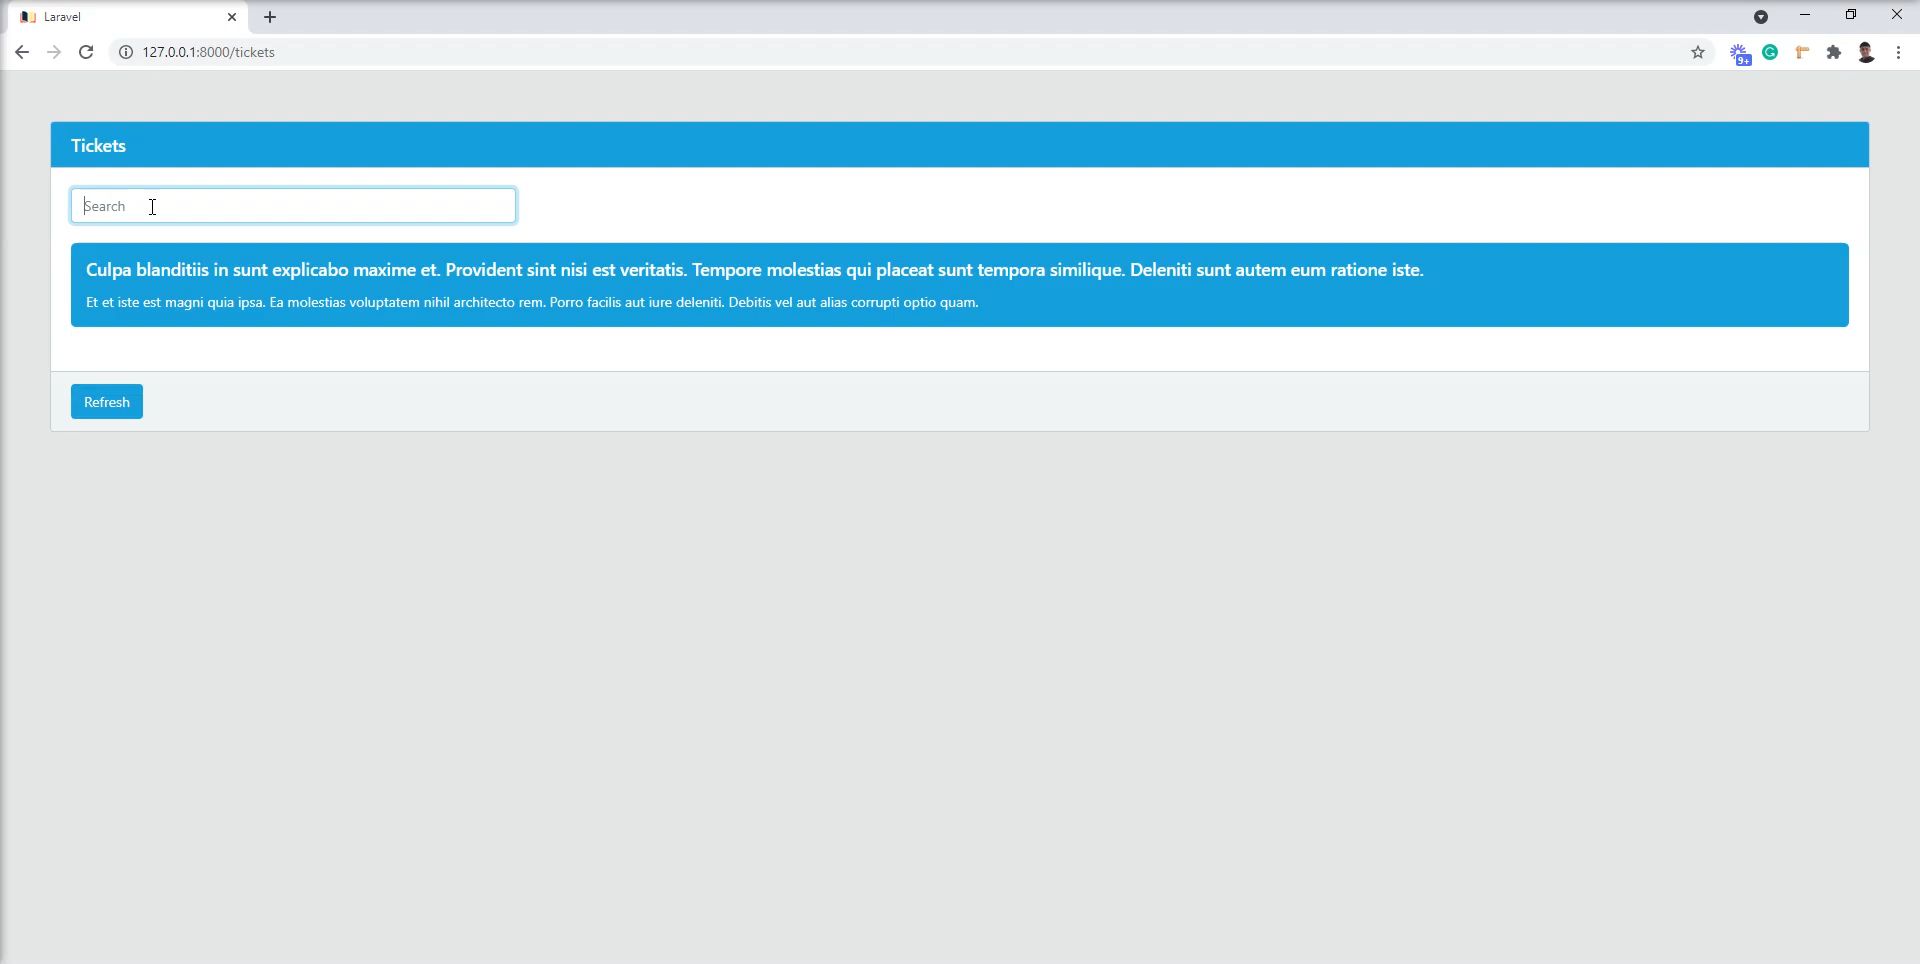 Laravel
127.0.0.1:8000/tickets
9+
Tickets
Search
Culpa blanditiis in sunt explicabo maxime et. Provident sint nisi est veritatis. Tempore molestias qui placeat sunt tempora similique. Deleniti sunt autem eum ratione iste.
Et et iste est magni quia ipsa. Ea molestias voluptatem nihil architecto rem. Porro facilis aut iure deleniti. Debitis vel aut alias corrupti optio quam.
Refresh